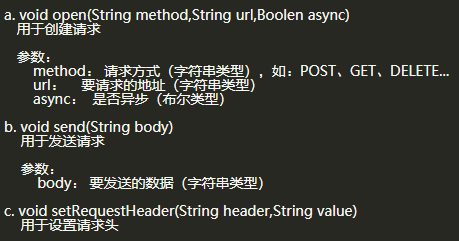 a. void open(String method,String url,Boolen async)
用于创建请求
参数：
method： 请求方式（字符串类型），如：POST、GET、DELETE...
url： 要请求的地址（字符串类型）
async： 是否异步（布尔类型）
b. void send(String body)
用于发送请求
参数：
body： 要发送的数据（字符串类型）
c. void setRequestHeader(String header,String value)
用于设置请求头